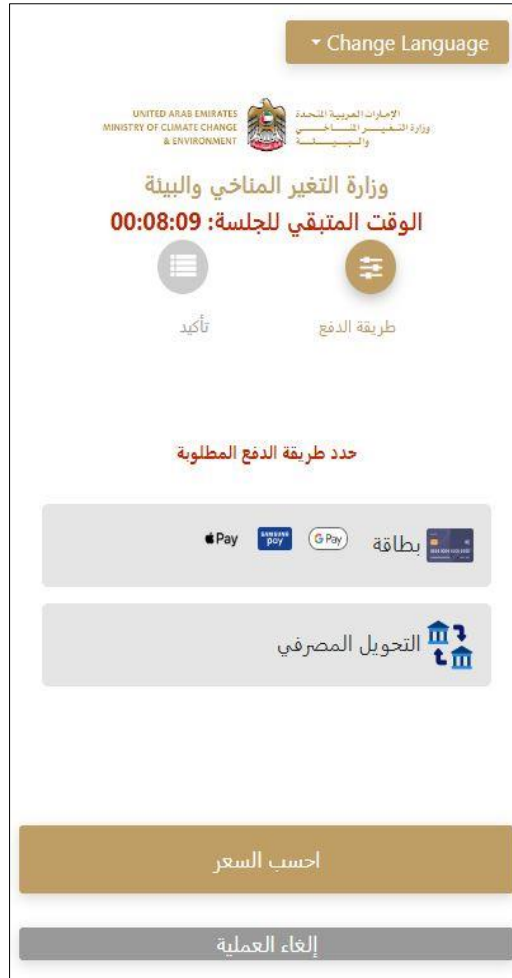 Change Language
UNITED ARAB EMIRATES
MINISTRY OF CLIMATE CHANGE
& ENVIRONMENT
الإمارات العربية المتحدة
وزارة التغيير المناخي
والبيئة
وزارة التغير المناخي والبيئة
الوقت المتبقي للجلسة: 00:08:09
طريقة الدفع
تأكيد
حدد طريقة الدفع المطلوبة
بطاقة G Pay SAMSUNG pay Pay
التحويل المصرفي
احسب السعر
إلغاء العملية